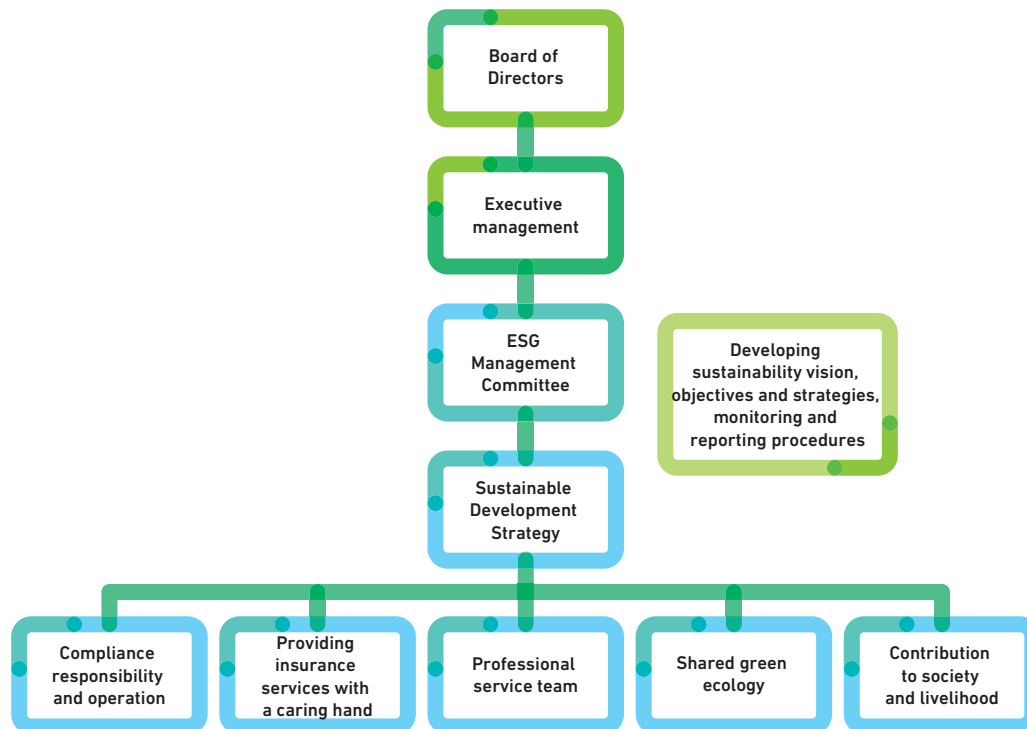 Board of
Directors
Executive
management
ESG
Management
Committee
Developing
sustainability vision,
objectives and strategies,
monitoring and
reporting procedures
Sustainable
Development
Strategy
Compliance
responsibility
and operation
Providing
insurance
services with
a caring hand
Professional
service team
Shared green
ecology
Contribution
to society
and livelihood